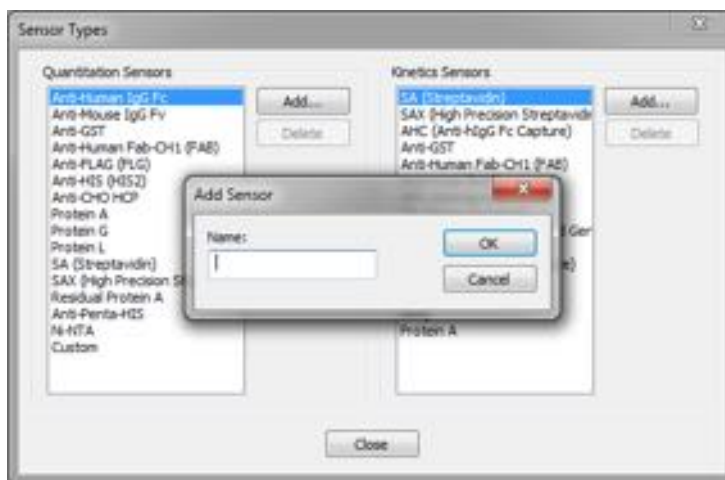 Sensor Types
Quantitation Sensors
Anti-Human IgG Fc
Anti-Mouse IgG Fv
Anti-GST
Anti-Human Fab-CH1 (FAB)
Anti-FLAG (FLG)
Anti-HIS (HIS2)
Anti-CHO HCP
Protein A
Protein G
Protein L
SA (Streptavidin)
SAX (High Precision S
Residual Protein A
Anti-Penta-HIS
Ni-NTA
Custom
Add...
Delete
Kinetics Sensors
SA (Streptavidin)
SAX (High Precision Streptavidi
AHC (Anti-hIgG Fc Capture)
Anti-GST
Anti-Human Fab-CH1 (FAB)
Ger
e)
Protein A
Add...
Delete
Add Sensor
Name:
OK
Cancel
Close